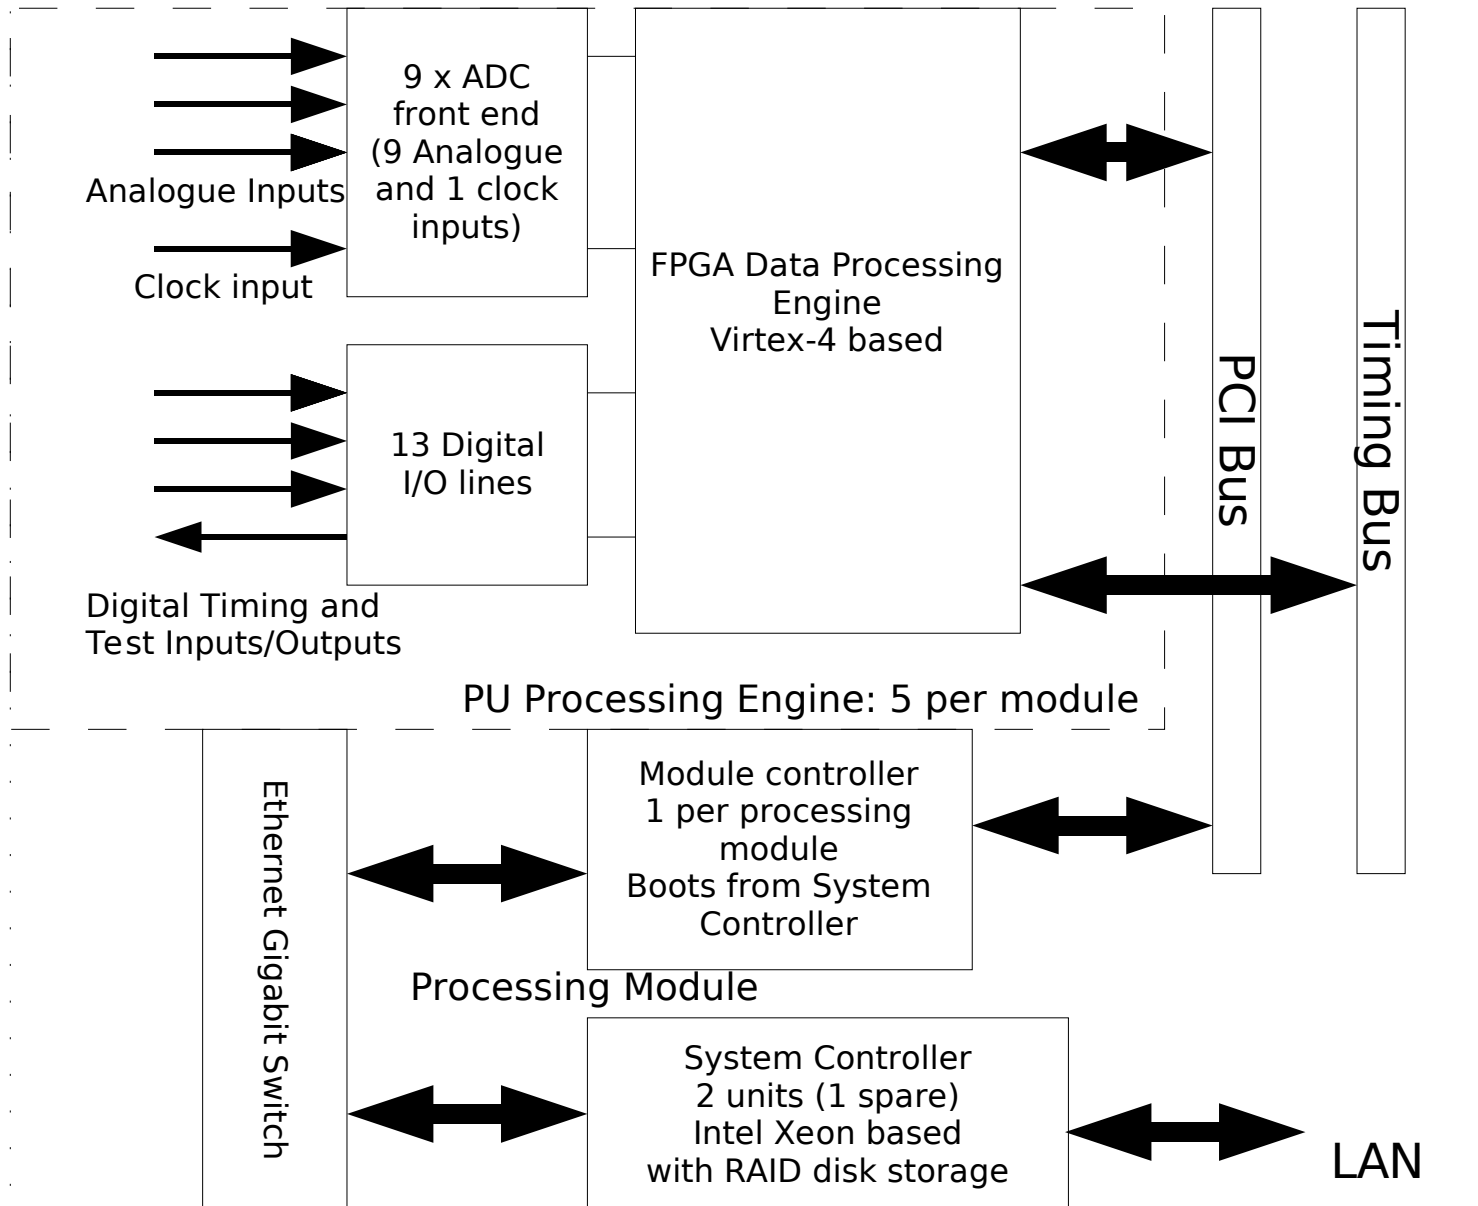 9 x ADC
front end
(9 Analogue
and 1 clock
inputs)
Analogue Inputs
Clock input
FPGA Data Processing
Engine
Virtex-4 based
13 Digital
I/O lines
Digital Timing and
Test Inputs/Outputs
PCI Bus
Timing Bus
PU Processing Engine: 5 per module
Ethernet Gigabit Switch
Module controller
1 per processing
module
Boots from System
Controller
Processing Module
System Controller
2 units (1 spare)
Intel Xeon based
with RAID disk storage
LAN